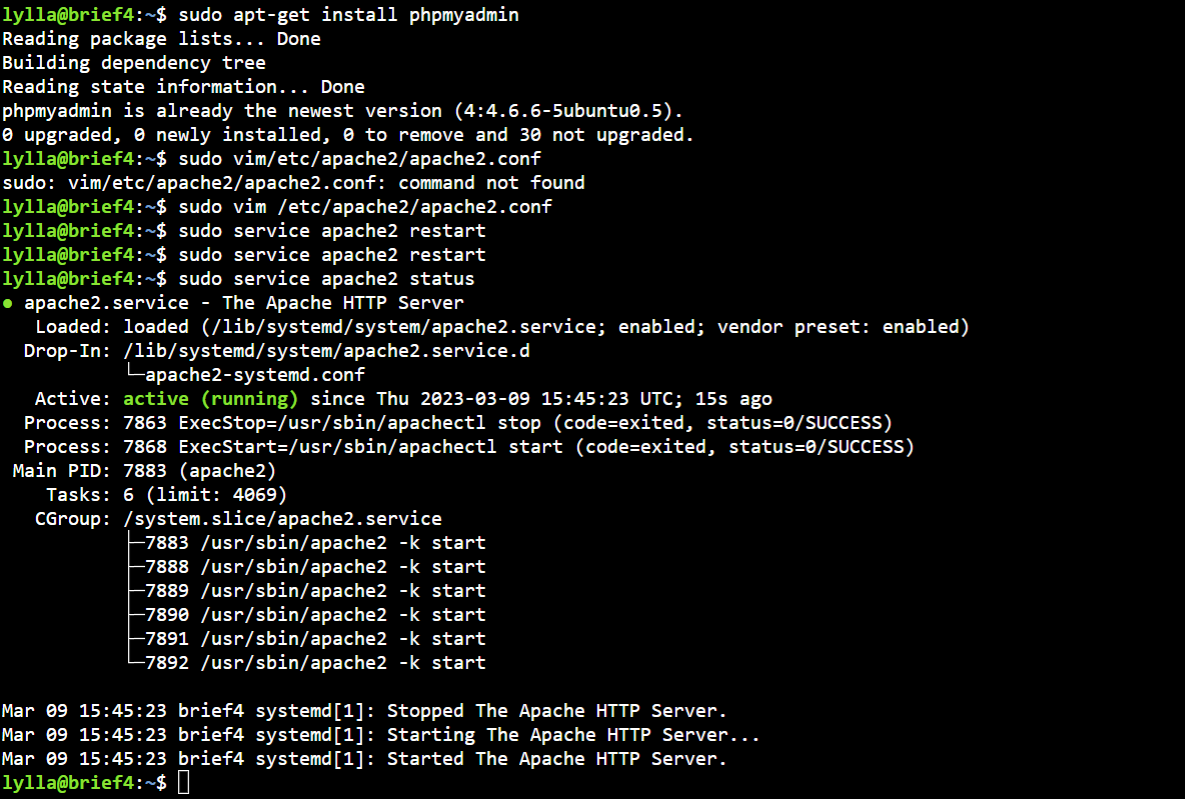 lylla@brief4:~$ sudo apt-get install phpmyadmin
Reading package lists... Done
Building dependency tree
Reading state information... Done
phpmyadmin is already the newest version (4:4.6.6-5ubuntu0.5).
0 upgraded, 0 newly installed, 0 to remove and 30 not upgraded.
lylla@brief4:~$ sudo vim/etc/apache2/apache2.conf
sudo: vim/etc/apache2/apache2.conf: command not found
lylla@brief4:~$ sudo vim /etc/apache2/apache2.conf
lylla@brief4:~$ sudo service apache2 restart
lylla@brief4:~$ sudo service apache2 restart
lylla@brief4:~$ sudo service apache2 status
● apache2.service - The Apache HTTP Server
   Loaded: loaded (/lib/systemd/system/apache2.service; enabled; vendor preset: enabled)
  Drop-In: /lib/systemd/system/apache2.service.d
           └─apache2-systemd.conf
   Active: active (running) since Thu 2023-03-09 15:45:23 UTC; 15s ago
  Process: 7863 ExecStop=/usr/sbin/apachectl stop (code=exited, status=0/SUCCESS)
  Process: 7868 ExecStart=/usr/sbin/apachectl start (code=exited, status=0/SUCCESS)
 Main PID: 7883 (apache2)
    Tasks: 6 (limit: 4069)
   CGroup: /system.slice/apache2.service
           ├─7883 /usr/sbin/apache2 -k start
           ├─7888 /usr/sbin/apache2 -k start
           ├─7889 /usr/sbin/apache2 -k start
           ├─7890 /usr/sbin/apache2 -k start
           ├─7891 /usr/sbin/apache2 -k start
           └─7892 /usr/sbin/apache2 -k start

Mar 09 15:45:23 brief4 systemd[1]: Stopped The Apache HTTP Server.
Mar 09 15:45:23 brief4 systemd[1]: Starting The Apache HTTP Server...
Mar 09 15:45:23 brief4 systemd[1]: Started The Apache HTTP Server.
lylla@brief4:~$